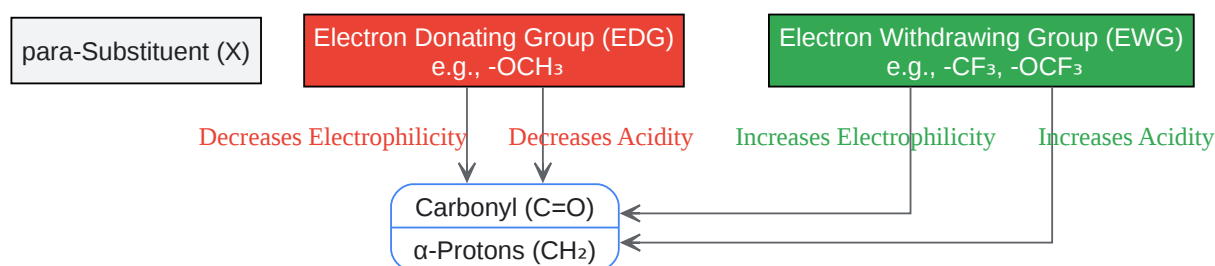 para-Substituent (X)
Electron Donating Group (EDG)
e.g., -OCH₃
Electron Withdrawing Group (EWG)
e.g., -CF₃, -OCF₃
Decreases Electrophilicity
Decreases Acidity
Increases Electrophilicity
Increases Acidity
Carbonyl (C=O)
α-Protons (CH₂)